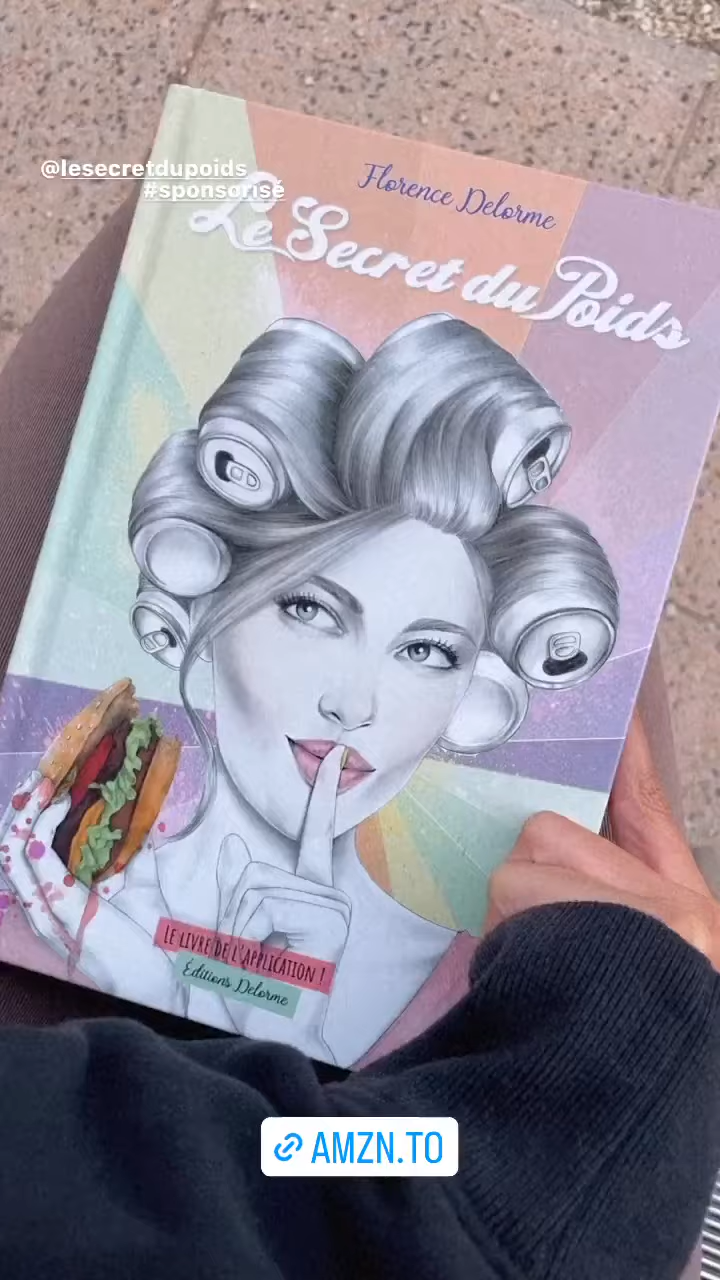 @lesecretdupoids
#sponsorisé
Florence Delorme
Le Secret du Poids
LE LIVRE DE L'APPLICATION !
Éditions Delorme
AMZN.TO